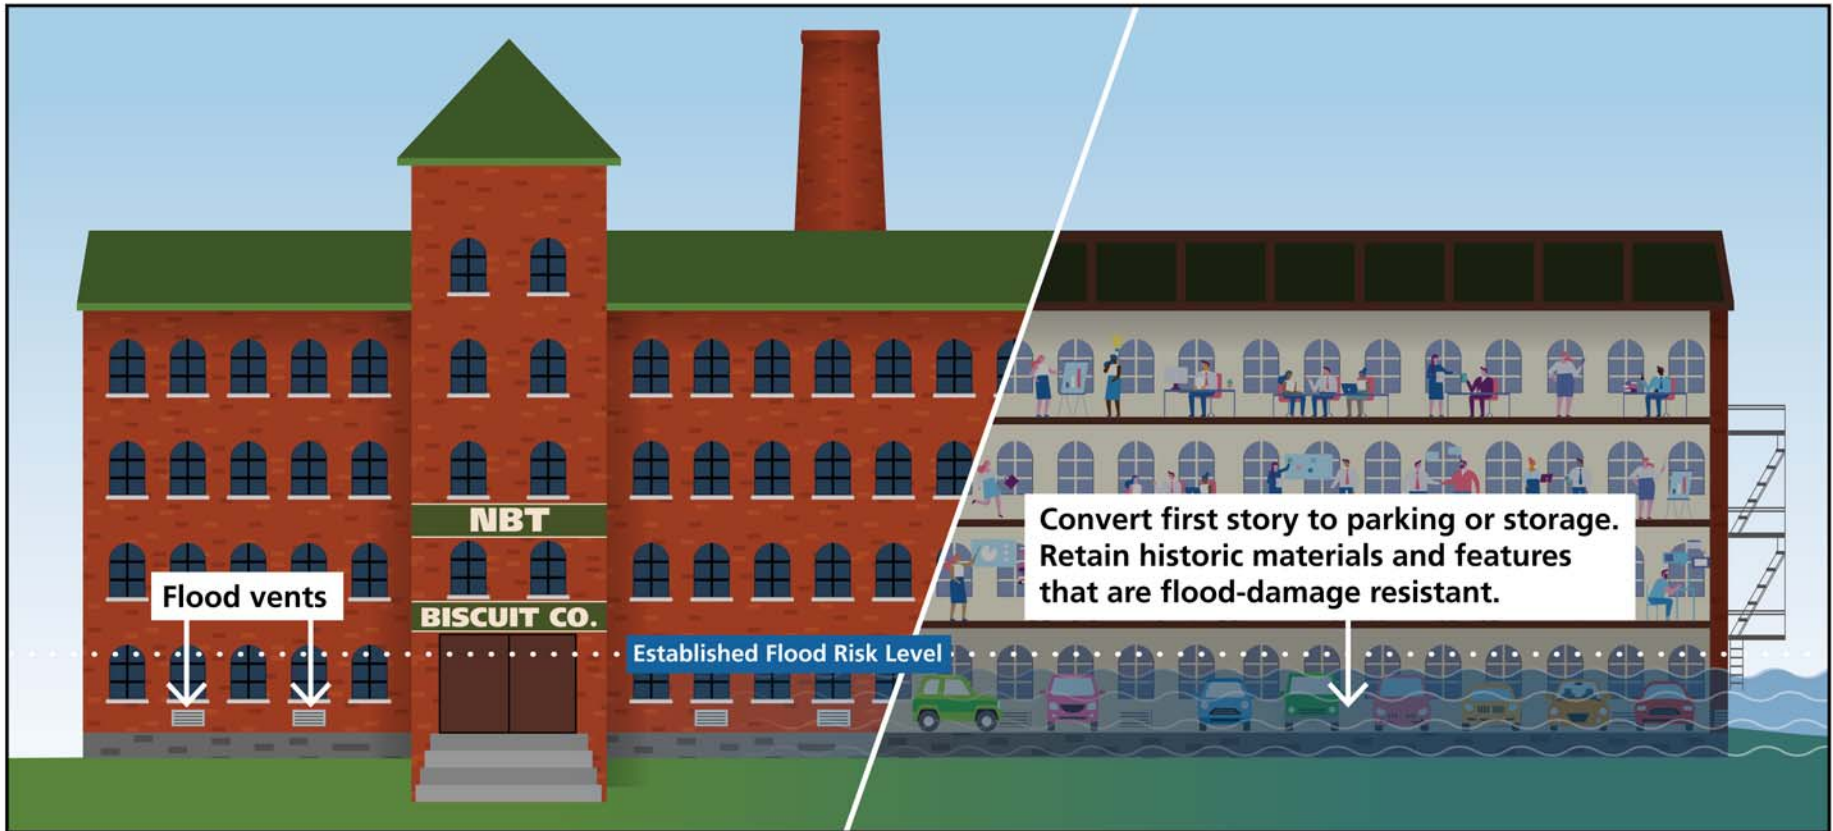 NBT
Flood vents
BISCUIT CO.
Established Flood Risk Level
Convert first story to parking or storage.
Retain historic materials and features
that are flood-damage resistant.